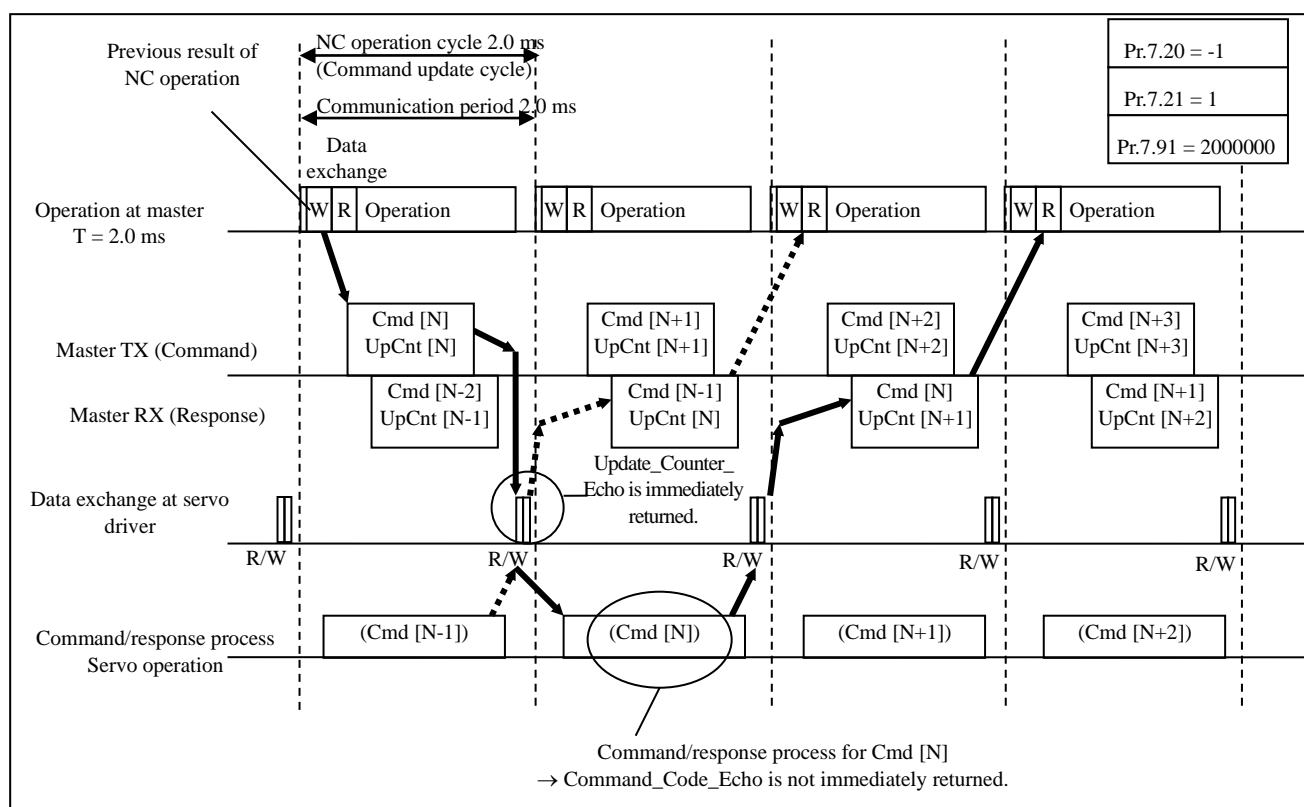 Previous result of
NC operation
NC operation cycle 2.0 ms
(Command update cycle)
Communication period 2.0 ms
Data
exchange
Pr.7.20 = -1
Pr.7.21 = 1
Pr.7.91 = 2000000
Operation at master
T = 2.0 ms
W R Operation
W R Operation
W R Operation
W R Operation
Master TX (Command)
Cmd [N]
UpCnt [N]
Cmd [N+1]
UpCnt [N+1]
Cmd [N+2]
UpCnt [N+2]
Cmd [N+3]
UpCnt [N+3]
Master RX (Response)
Cmd [N-2]
UpCnt [N-1]
Cmd [N-1]
UpCnt [N]
Cmd [N]
UpCnt [N+1]
Cmd [N+1]
UpCnt [N+2]
Update_Counter_
Echo is immediately
returned.
Data exchange at servo
driver
R/W
R/W
R/W
R/W
R/W
Command/response process
Servo operation
(Cmd [N-1])
(Cmd [N])
(Cmd [N+1])
(Cmd [N+2])
Command/response process for Cmd [N]
→ Command_Code_Echo is not immediately returned.